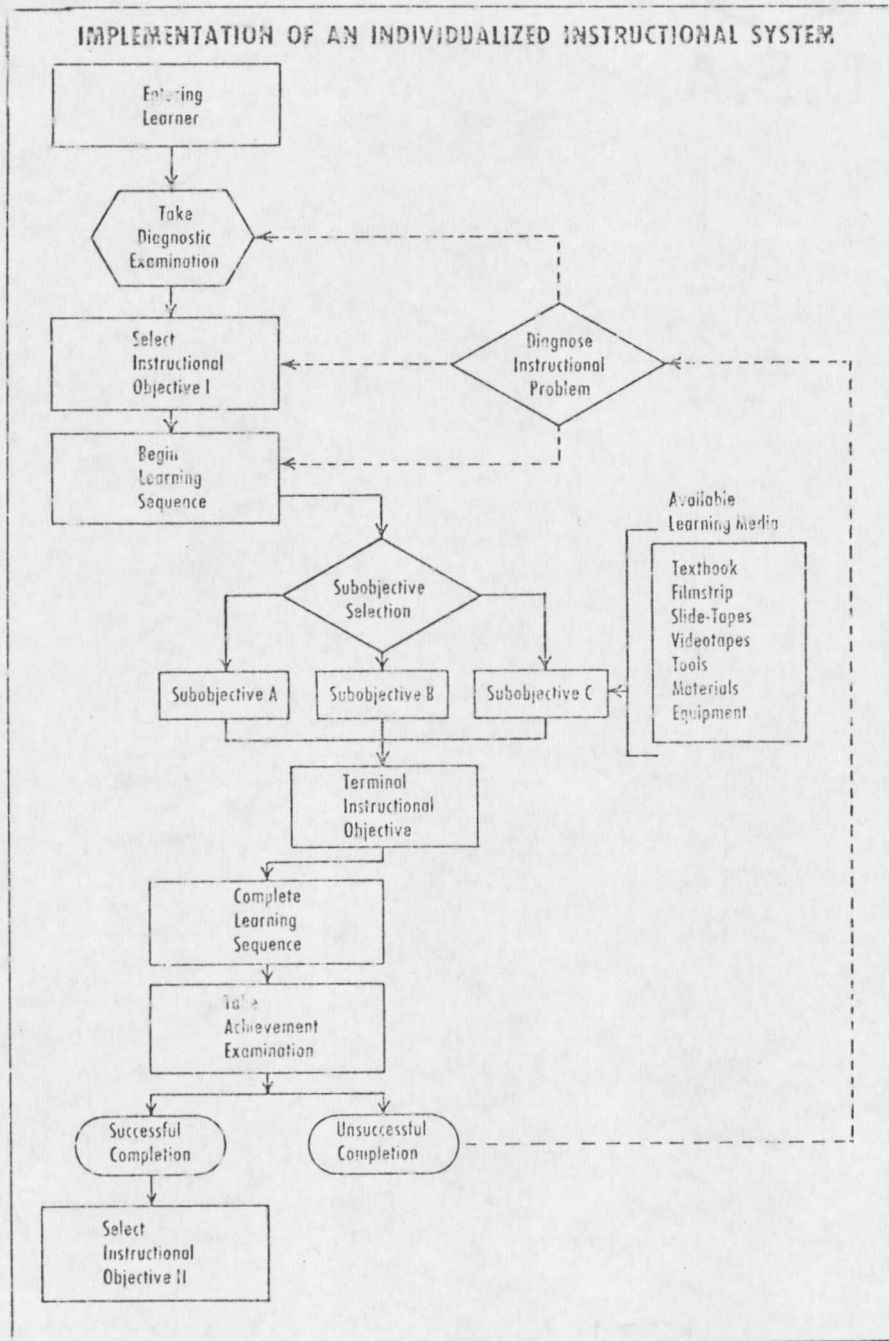 IMPLEMENTATION OF AN INDIVIDUALIZED INSTRUCTIONAL SYSTEM
Entering
Learner
Take
Diagnostic
Examination
Select
Instructional
Objective I
Diagnose
Instructional
Problem
Begin
Learning
Sequence
Available
Learning Media
Textbook
Filmstrip
Slide-Tapes
Videotapes
Tools
Materials
Equipment
Subobjective
Selection
Subobjective A
Subobjective B
Subobjective C
Terminal
Instructional
Objective
Complete
Learning
Sequence
Take
Achievement
Examination
Successful
Completion
Unsuccessful
Completion
Select
Instructional
Objective II